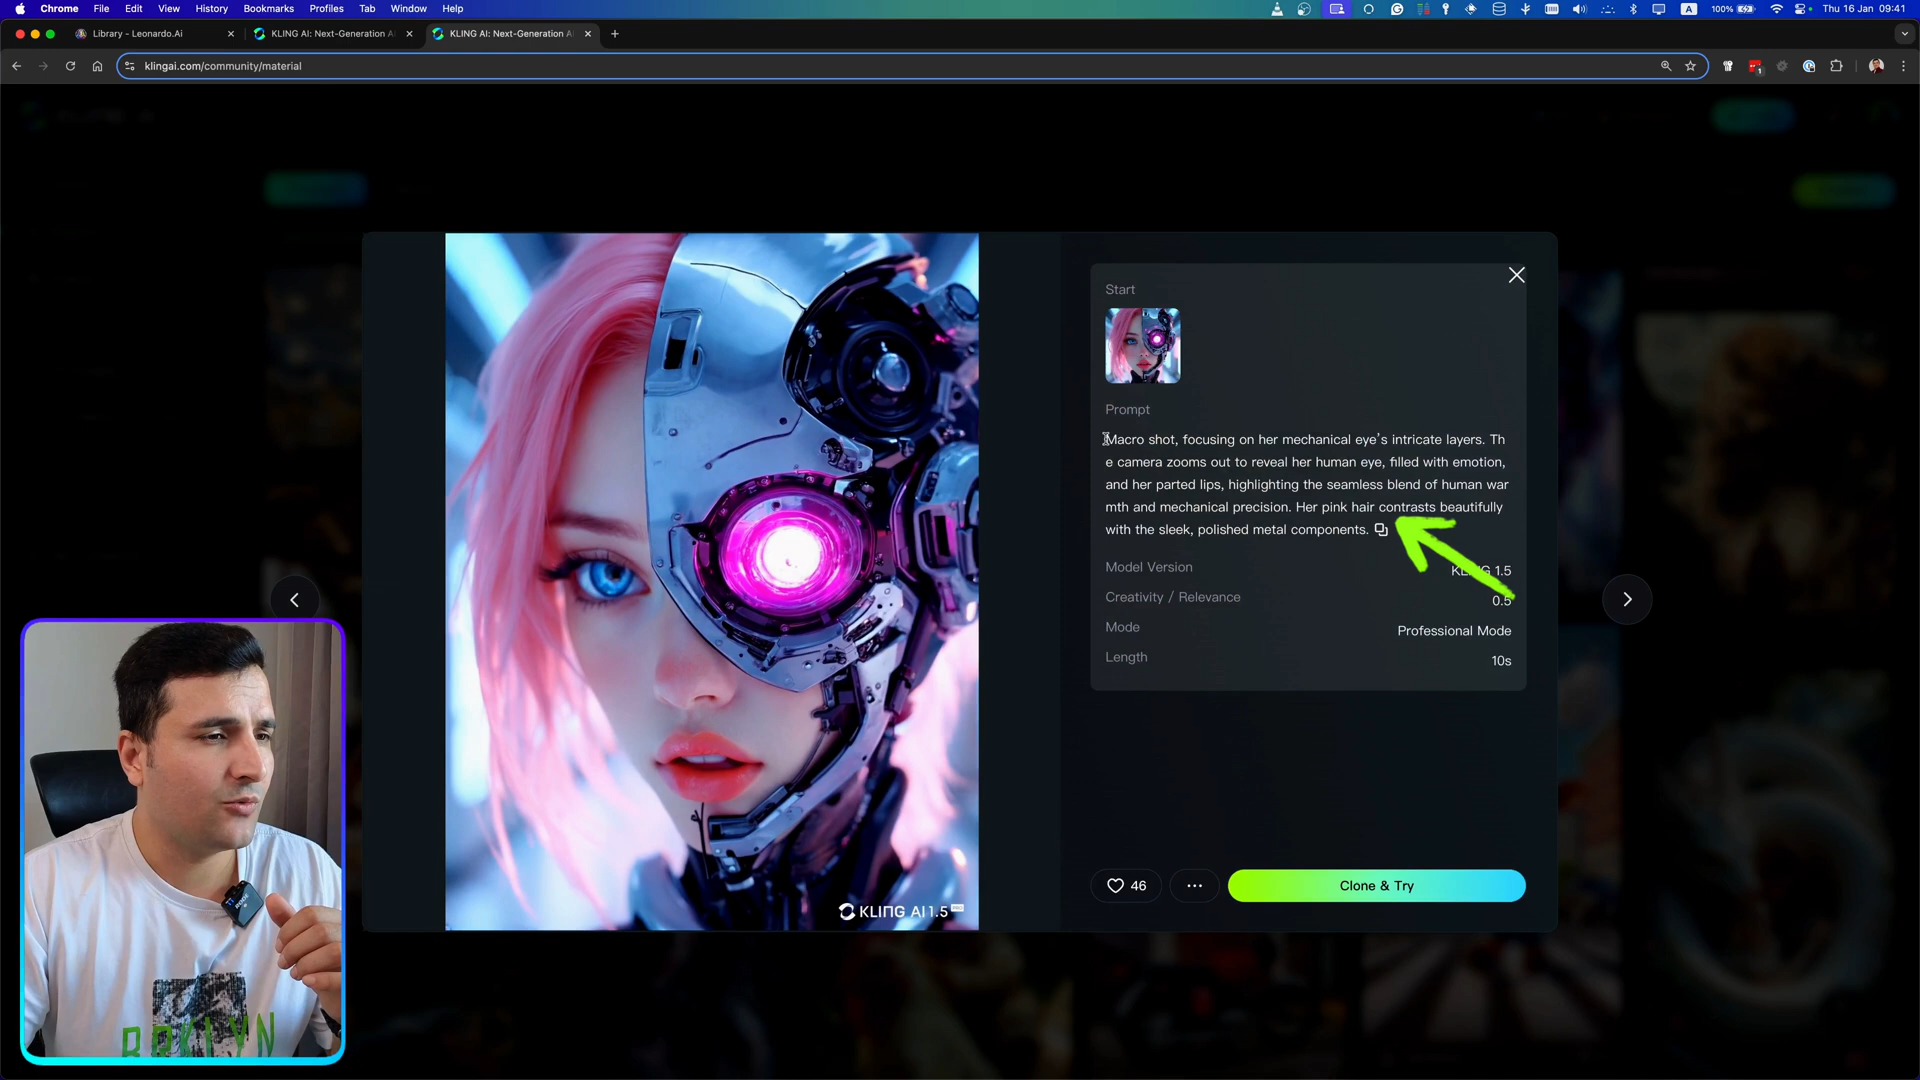 Chrome File Edit View History Bookmarks Profiles Tab Window Help
A 100% Thu 16 Jan 09:41
Library - Leonardo.Ai
KLING AI: Next-Generation A
KLING AI: Next-Generation A
klingai.com/community/material
1
Start
Prompt
Macro shot, focusing on her mechanical eye's intricate layers. Th
e camera zooms out to reveal her human eye, filled with emotion,
and her parted lips, highlighting the seamless blend of human war
mth and mechanical precision. Her pink hair contrasts beautifully
with the sleek, polished metal components.
Model Version KLING 1.5
Creativity / Relevance 0.5
Mode Professional Mode
Length 10s
46 ... Clone & Try
KLING AI 1.5
BRKLYN